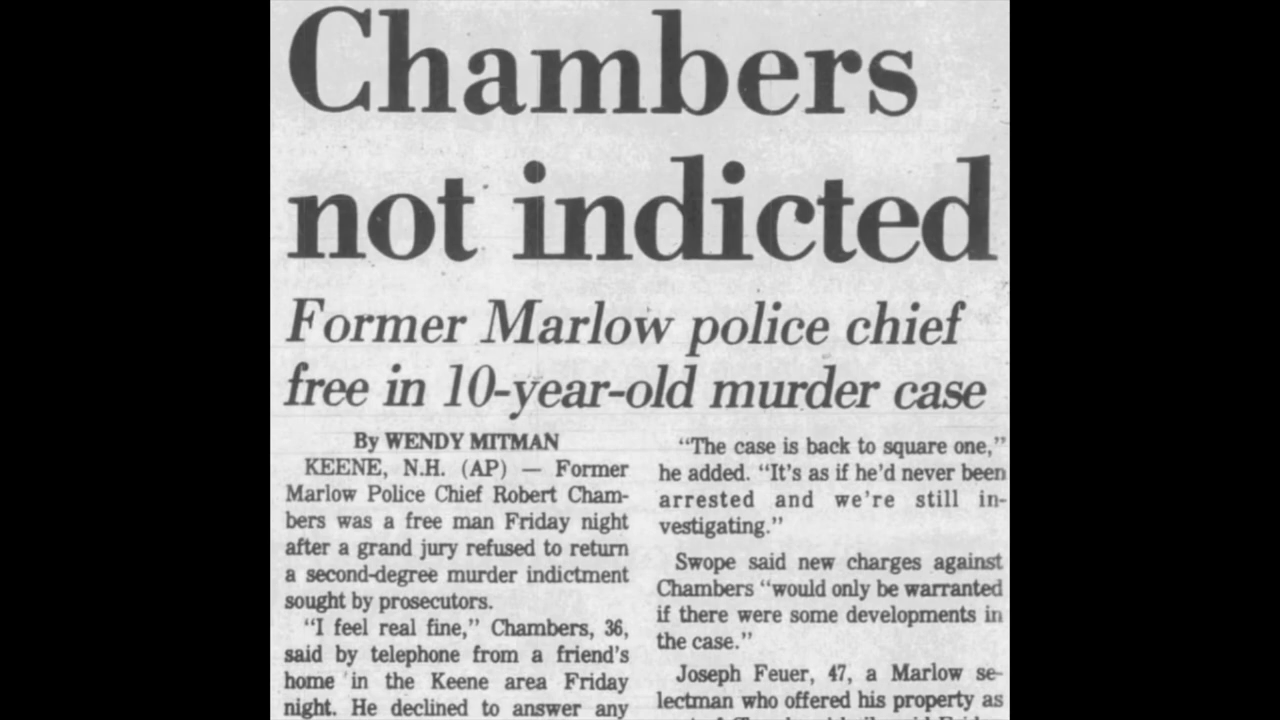 Chambers
not indicted
Former Marlow police chief
free in 10-year-old murder case
By WENDY MITMAN
KEENE, N.H. (AP) — Former
Marlow Police Chief Robert Cham-
bers was a free man Friday night
after a grand jury refused to return
a second-degree murder indictment
sought by prosecutors.
"I feel real fine," Chambers, 36,
said by telephone from a friend's
home in the Keene area Friday
night. He declined to answer any
"The case is back to square one,"
he added. "It's as if he'd never been
arrested and we're still in-
vestigating."
Swope said new charges against
Chambers "would only be warranted
if there were some developments in
the case."
Joseph Feuer, 47, a Marlow se-
lectman who offered his property as